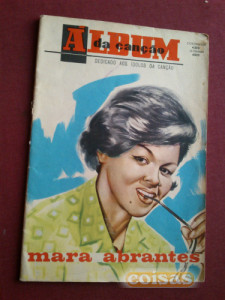 ÁLBUM
da canção
DEDICADO AOS ÍDOLOS DA CANÇÃO
mara abrantes
coisas